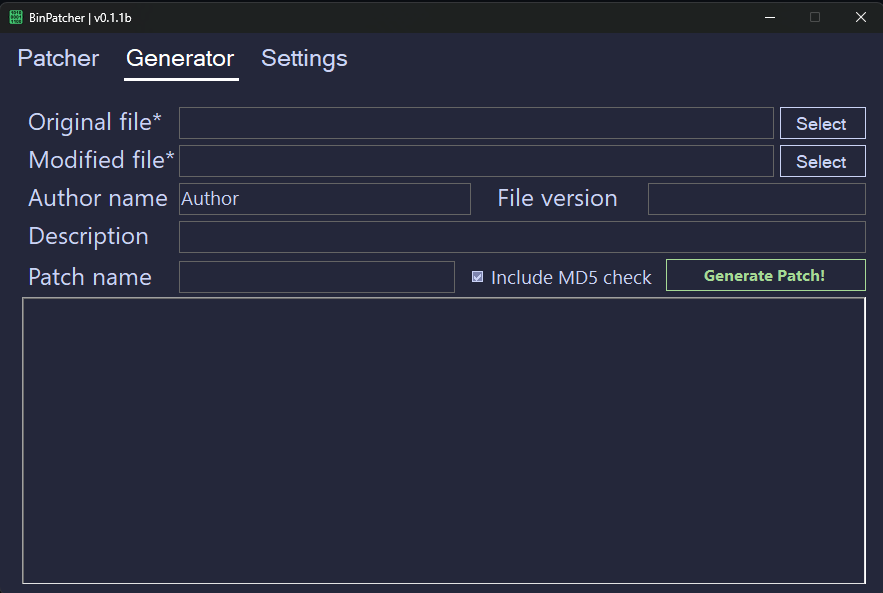 BinPatcher | v0.1.1b
Patcher Generator Settings
Original file* Select
Modified file* Select
Author name Author File version
Description
Patch name Include MD5 check Generate Patch!